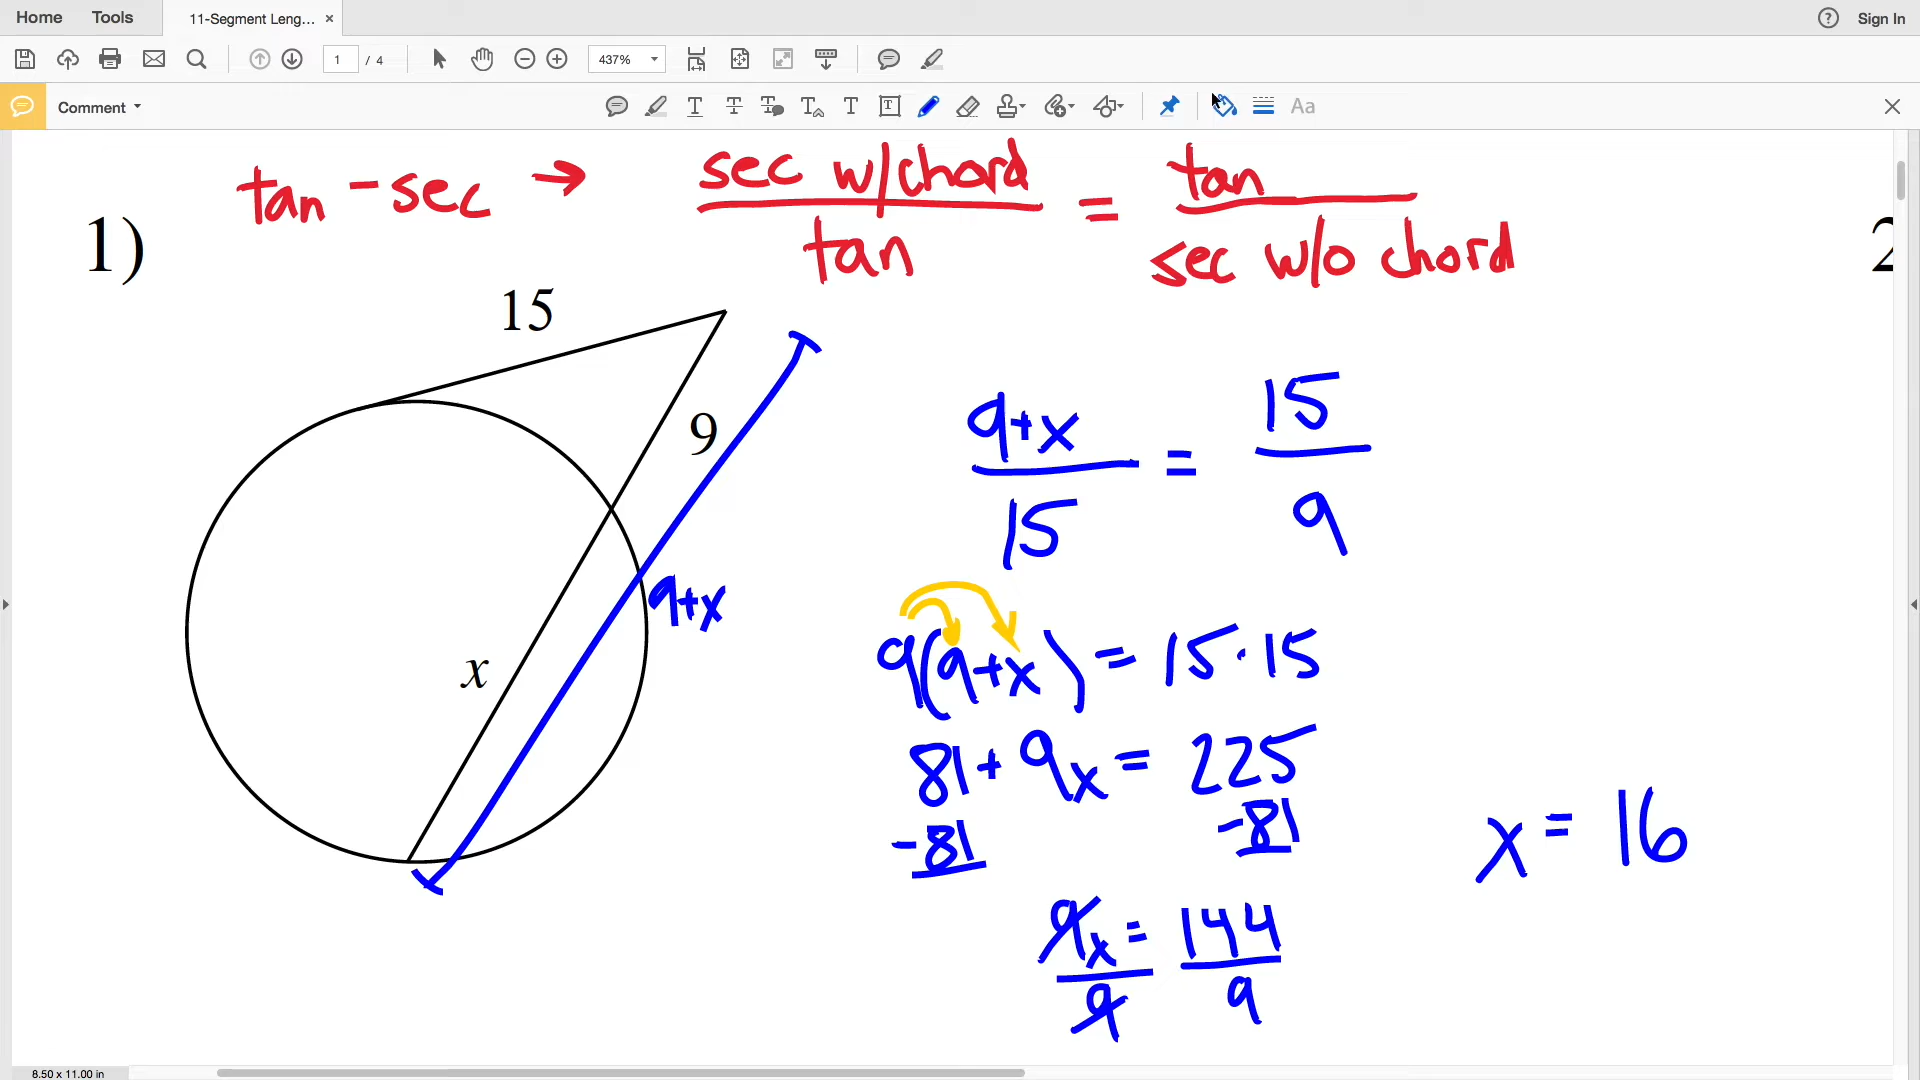 Home Tools 11-Segment Leng... × ? Sign In
1 / 4 437%
Comment Aa
tan - sec → sec w/chord = tan
tan sec w/o chord
1)
2
15
9
9+x = 15
15 9
9+x
x
9(9+x) = 15·15
81 + 9x = 225
-81 -81
x = 16
9x = 144
9 9
8.50 x 11.00 in